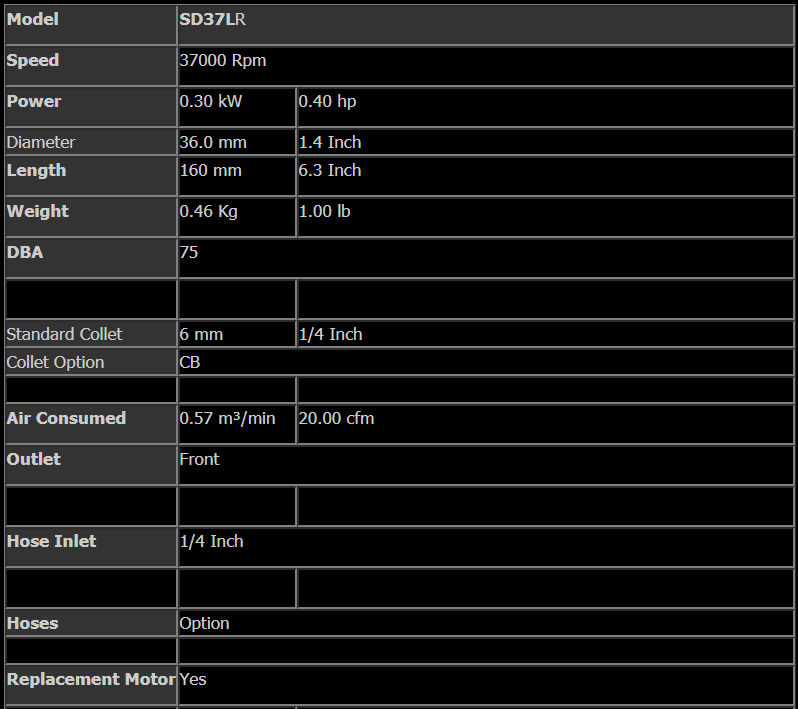 Model SD37LR
Speed 37000 Rpm
Power 0.30 kW 0.40 hp
Diameter 36.0 mm 1.4 Inch
Length 160 mm 6.3 Inch
Weight 0.46 Kg 1.00 lb
DBA 75
Standard Collet 6 mm 1/4 Inch
Collet Option CB
Air Consumed 0.57 m³/min 20.00 cfm
Outlet Front
Hose Inlet 1/4 Inch
Hoses Option
Replacement Motor Yes